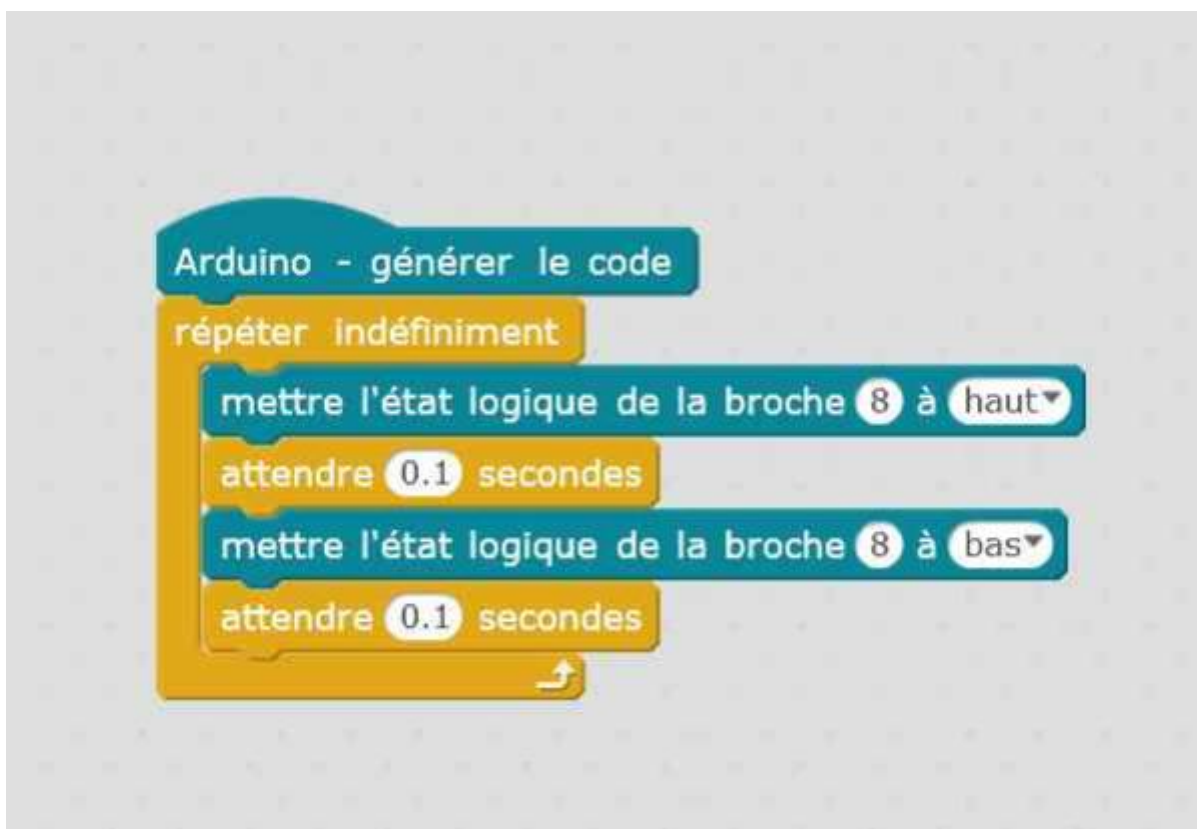 Arduino - générer le code
répéter indéfiniment
mettre l'état logique de la broche 8 à haut
attendre 0.1 secondes
mettre l'état logique de la broche 8 à bas
attendre 0.1 secondes